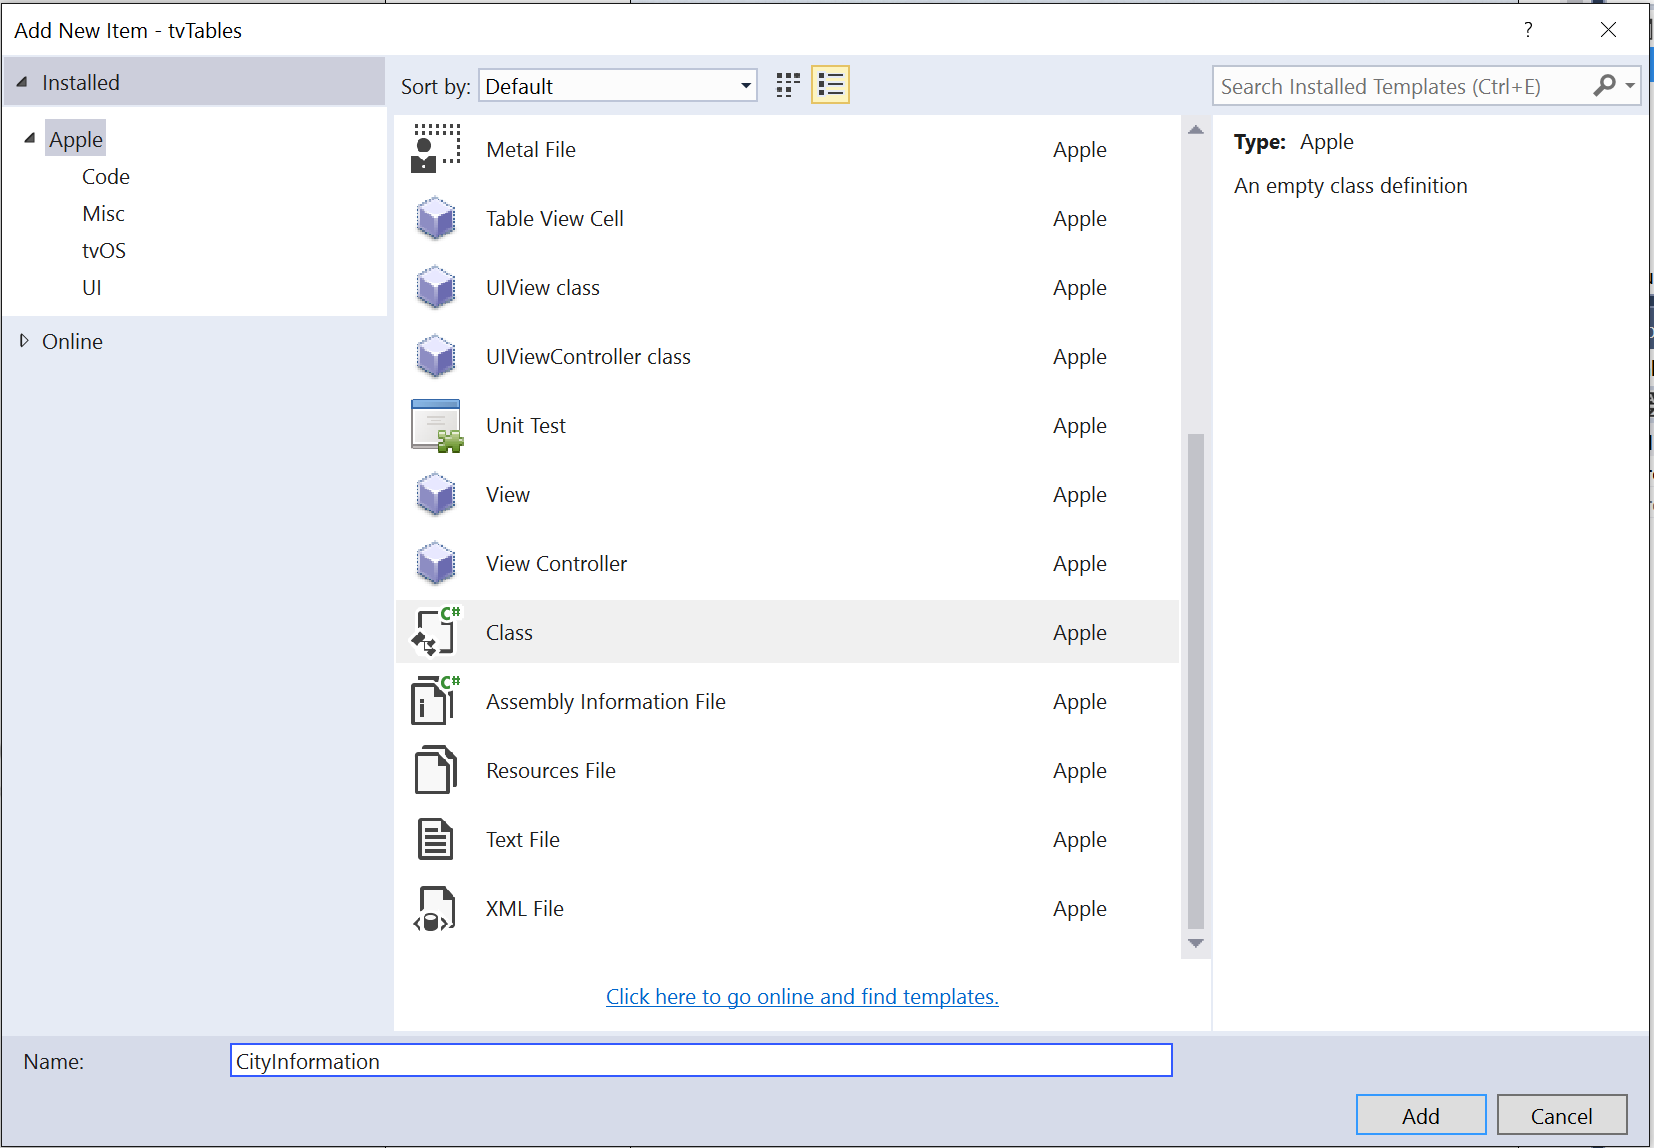 Add New Item - tvTables
?
Installed
Sort by: Default
Search Installed Templates (Ctrl+E)
Apple
Code
Misc
tvOS
UI
Online
Metal File Apple
Table View Cell Apple
UIView class Apple
UIViewController class Apple
Unit Test Apple
View Apple
View Controller Apple
C# Class Apple
C# Assembly Information File Apple
Resources File Apple
Text File Apple
XML File Apple
Click here to go online and find templates.
Type: Apple
An empty class definition
Name: CityInformation
Add Cancel